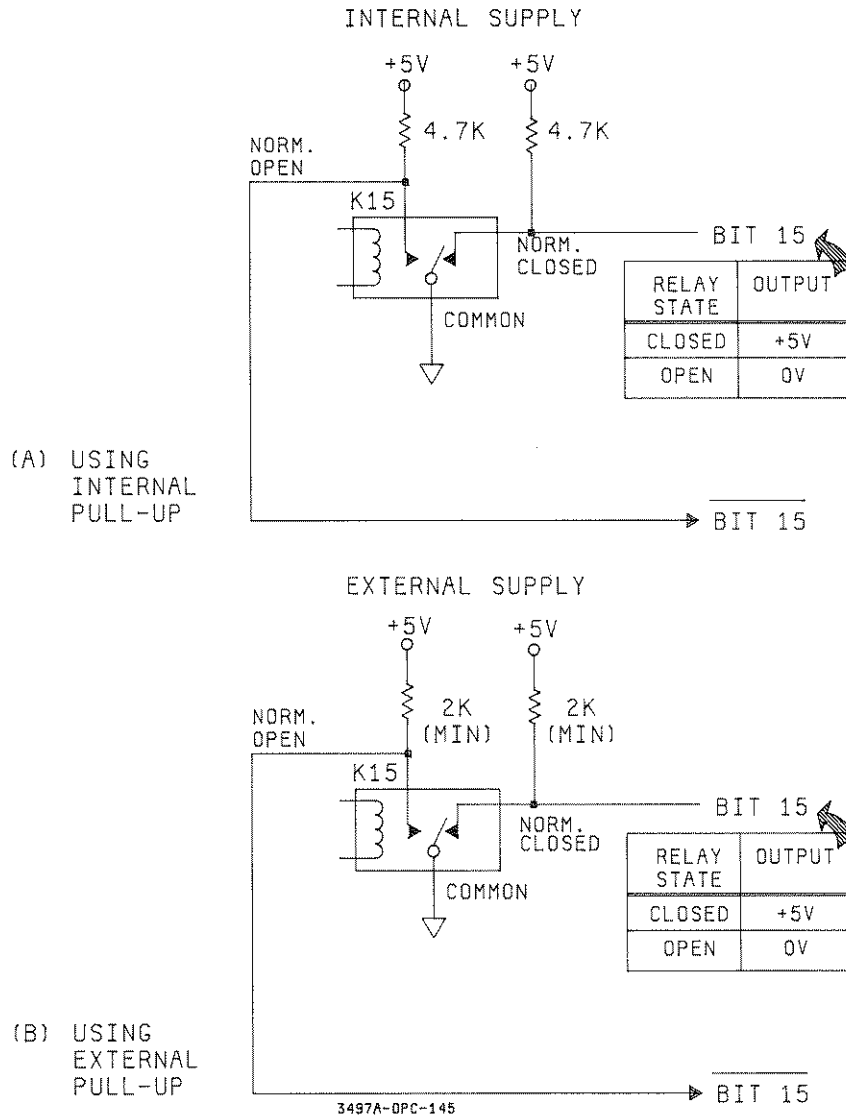 INTERNAL SUPPLY
+5V +5V
4.7K 4.7K
NORM.
OPEN
K15
BIT 15
NORM.
CLOSED
COMMON
RELAY
STATE
OUTPUT
CLOSED +5V
OPEN 0V
(A) USING
INTERNAL
PULL-UP
BIT 15
EXTERNAL SUPPLY
+5V +5V
2K
(MIN)
2K
(MIN)
NORM.
OPEN
K15
BIT 15
NORM.
CLOSED
COMMON
RELAY
STATE
OUTPUT
CLOSED +5V
OPEN 0V
(B) USING
EXTERNAL
PULL-UP
BIT 15
3497A-OPC-145